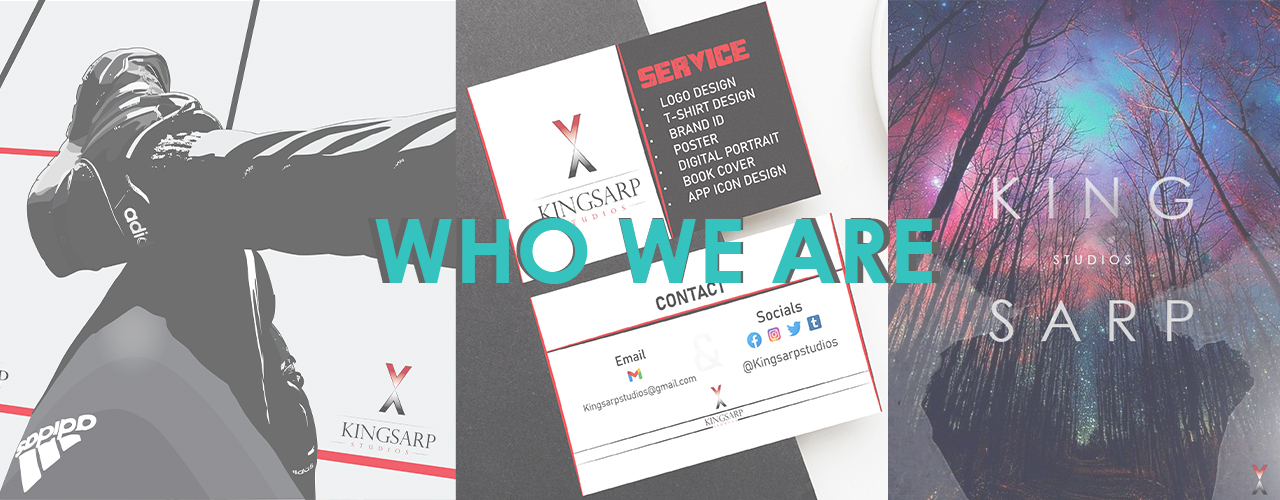 WHO WE ARE
adidas
KINGSARP
STUDIOS
KINGSARP
STUDIOS
SERVICE
• LOGO DESIGN
• T-SHIRT DESIGN
• BRAND ID
• POSTER
• DIGITAL PORTRAIT
• BOOK COVER
• APP ICON DESIGN
CONTACT
Email
&
Socials
Kingsarpstudios@gmail.com
@Kingsarpstudios
KINGSARP
KING
STUDIOS
SARP